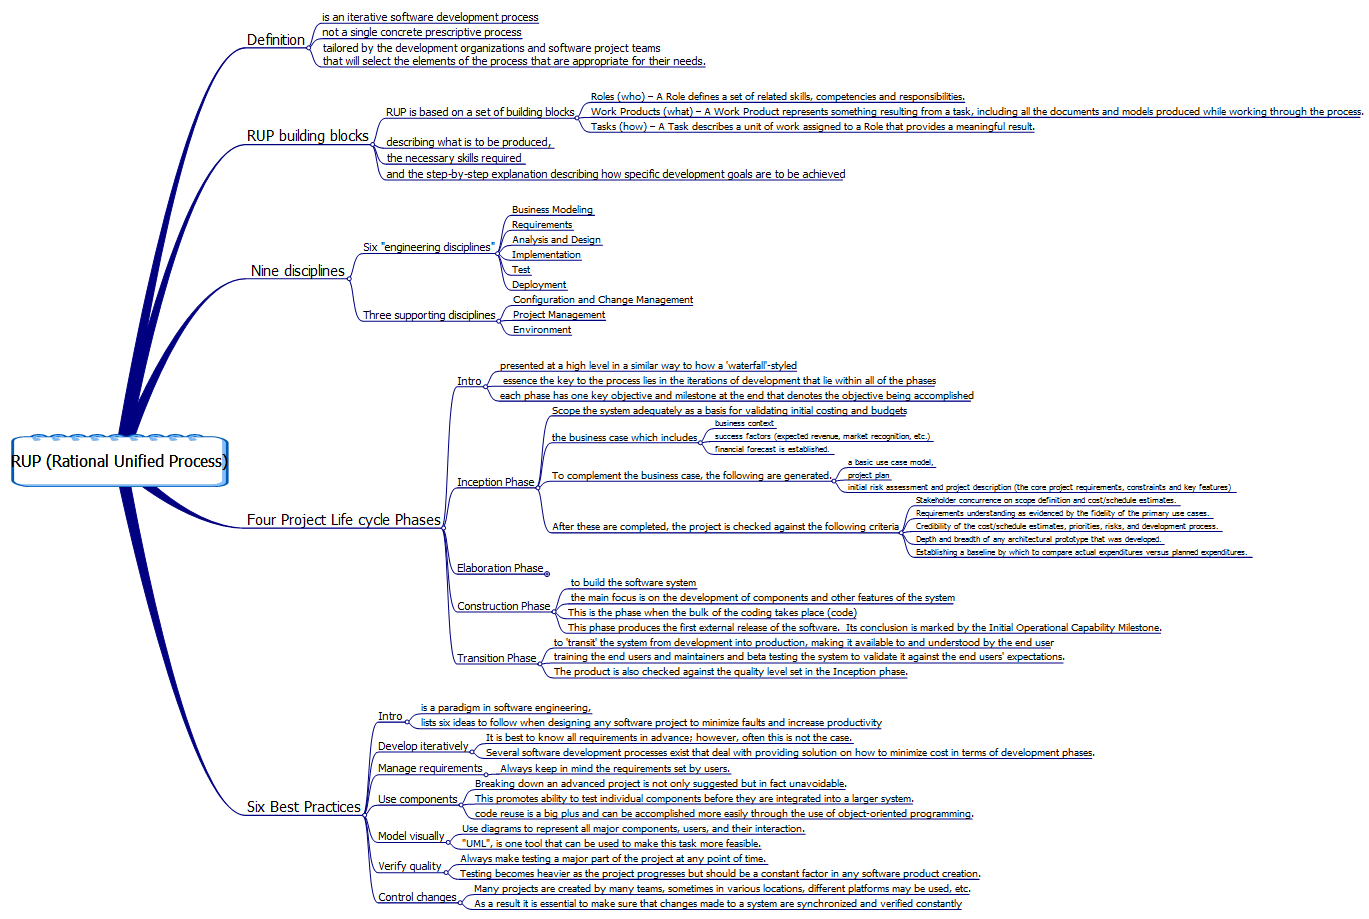 RUP (Rational Unified Process)
Definition
is an iterative software development process
not a single concrete prescriptive process
tailored by the development organizations and software project teams
that will select the elements of the process that are appropriate for their needs.
RUP building blocks
RUP is based on a set of building blocks
Roles (who) – A Role defines a set of related skills, competencies and responsibilities.
Work Products (what) – A Work Product represents something resulting from a task, including all the documents and models produced while working through the process.
Tasks (how) – A Task describes a unit of work assigned to a Role that provides a meaningful result.
describing what is to be produced,
the necessary skills required
and the step-by-step explanation describing how specific development goals are to be achieved
Nine disciplines
Six "engineering disciplines"
Business Modeling
Requirements
Analysis and Design
Implementation
Test
Deployment
Three supporting disciplines
Configuration and Change Management
Project Management
Environment
Four Project Life cycle Phases
Intro
presented at a high level in a similar way to how a 'waterfall'-styled
essence the key to the process lies in the iterations of development that lie within all of the phases
each phase has one key objective and milestone at the end that denotes the objective being accomplished
Inception Phase
Scope the system adequately as a basis for validating initial costing and budgets
the business case which includes
business context
success factors (expected revenue, market recognition, etc.)
financial forecast is established.
To complement the business case, the following are generated.
a basic use case model,
project plan
initial risk assessment and project description (the core project requirements, constraints and key features)
After these are completed, the project is checked against the following criteria
Stakeholder concurrence on scope definition and cost/schedule estimates.
Requirements understanding as evidenced by the fidelity of the primary use cases.
Credibility of the cost/schedule estimates, priorities, risks, and development process.
Depth and breadth of any architectural prototype that was developed.
Establishing a baseline by which to compare actual expenditures versus planned expenditures.
Elaboration Phase
Construction Phase
to build the software system
the main focus is on the development of components and other features of the system
This is the phase when the bulk of the coding takes place (code)
This phase produces the first external release of the software. Its conclusion is marked by the Initial Operational Capability Milestone.
Transition Phase
to 'transit' the system from development into production, making it available to and understood by the end user
training the end users and maintainers and beta testing the system to validate it against the end users' expectations.
The product is also checked against the quality level set in the Inception phase.
Six Best Practices
Intro
is a paradigm in software engineering,
lists six ideas to follow when designing any software project to minimize faults and increase productivity
Develop iteratively
It is best to know all requirements in advance; however, often this is not the case.
Several software development processes exist that deal with providing solution on how to minimize cost in terms of development phases.
Manage requirements
Always keep in mind the requirements set by users.
Use components
Breaking down an advanced project is not only suggested but in fact unavoidable.
This promotes ability to test individual components before they are integrated into a larger system.
code reuse is a big plus and can be accomplished more easily through the use of object-oriented programming.
Model visually
Use diagrams to represent all major components, users, and their interaction.
"UML", is one tool that can be used to make this task more feasible.
Verify quality
Always make testing a major part of the project at any point of time.
Testing becomes heavier as the project progresses but should be a constant factor in any software product creation.
Control changes
Many projects are created by many teams, sometimes in various locations, different platforms may be used, etc.
As a result it is essential to make sure that changes made to a system are synchronized and verified constantly